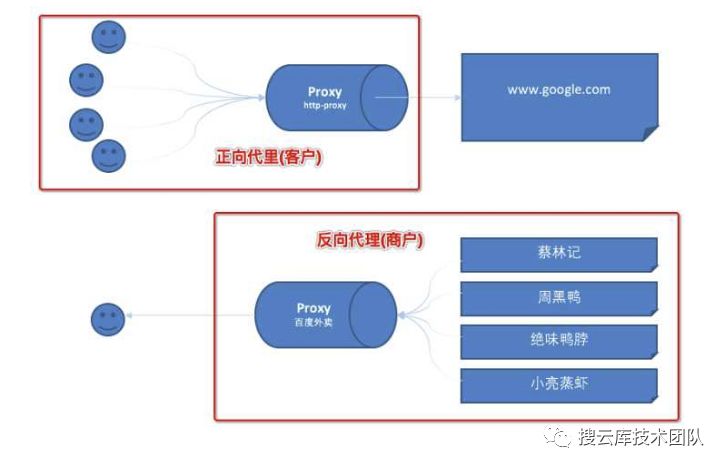 Proxy
http-proxy
www.google.com
正向代里(客户)
反向代理(商户)
Proxy
百度外卖
蔡林记
周黑鸭
绝味鸭脖
小亮蒸虾
搜云库技术团队